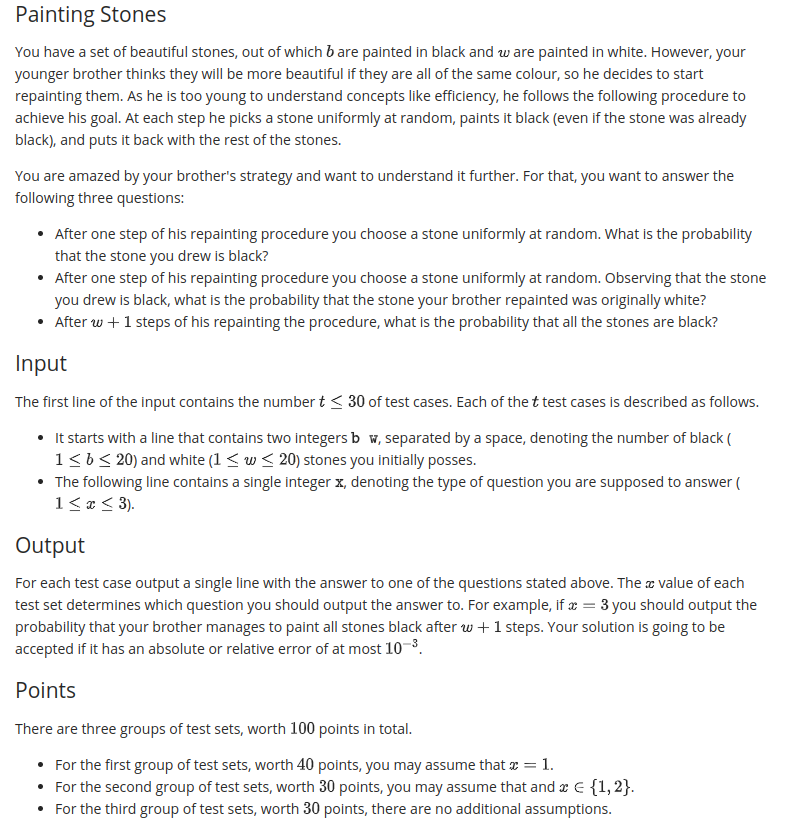 Painting Stones
You have a set of beautiful stones, out of which b are painted in black and w are painted in white. However, your
younger brother thinks they will be more beautiful if they are all of the same colour, so he decides to start
repainting them. As he is too young to understand concepts like efficiency, he follows the following procedure to
achieve his goal. At each step he picks a stone uniformly at random, paints it black (even if the stone was already
black), and puts it back with the rest of the stones.
You are amazed by your brother's strategy and want to understand it further. For that, you want to answer the
following three questions:
• After one step of his repainting procedure you choose a stone uniformly at random. What is the probability
that the stone you drew is black?
• After one step of his repainting procedure you choose a stone uniformly at random. Observing that the stone
you drew is black, what is the probability that the stone your brother repainted was originally white?
• After w + 1 steps of his repainting the procedure, what is the probability that all the stones are black?
Input
The first line of the input contains the number t ≤ 30 of test cases. Each of the t test cases is described as follows.
• It starts with a line that contains two integers b w, separated by a space, denoting the number of black (
1 ≤ b ≤ 20) and white (1 ≤ w ≤ 20) stones you initially posses.
• The following line contains a single integer x, denoting the type of question you are supposed to answer (
1 ≤ x ≤ 3).
Output
For each test case output a single line with the answer to one of the questions stated above. The x value of each
test set determines which question you should output the answer to. For example, if x = 3 you should output the
probability that your brother manages to paint all stones black after w + 1 steps. Your solution is going to be
accepted if it has an absolute or relative error of at most 10⁻³.
Points
There are three groups of test sets, worth 100 points in total.
• For the first group of test sets, worth 40 points, you may assume that x = 1.
• For the second group of test sets, worth 30 points, you may assume that and x ∈ {1, 2}.
• For the third group of test sets, worth 30 points, there are no additional assumptions.